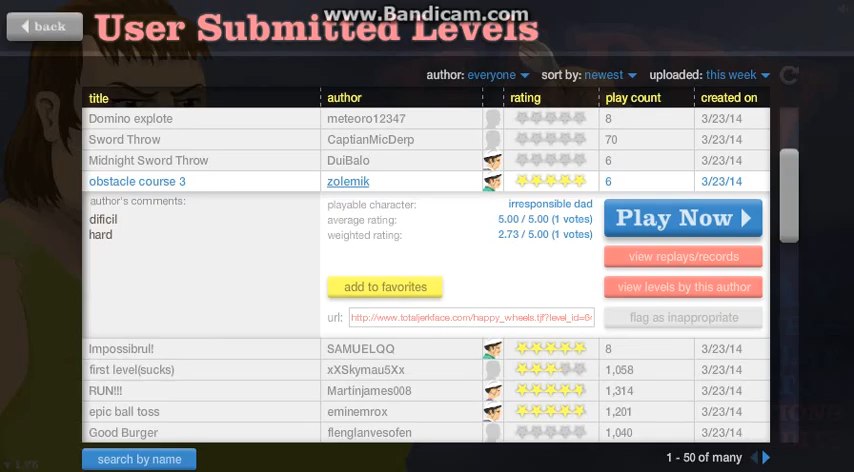 www.Bandicam.com
back
User Submitted Levels
author: everyone sort by: newest uploaded: this week
title author rating play count created on
Domino explote meteoro12347 8 3/23/14
Sword Throw CaptianMicDerp 70 3/23/14
Midnight Sword Throw DuiBalo 6 3/23/14
obstacle course 3 zolemik 6 3/23/14
author's comments:
dificil
hard
playable character: irresponsible dad
average rating: 5.00 / 5.00 (1 votes)
weighted rating: 2.73 / 5.00 (1 votes)
add to favorites
url: http://www.totaljerkface.com/happy_wheels.tjf?level_id=6
Play Now
view replays/records
view levels by this author
flag as inappropriate
Impossibrul! SAMUELQQ 8 3/23/14
first level(sucks) xXSkymau5Xx 1,058 3/23/14
RUN!!! Martinjames008 1,314 3/23/14
epic ball toss eminemrox 1,201 3/23/14
Good Burger flenglanvesofen 1,040 3/23/14
search by name
1 - 50 of many